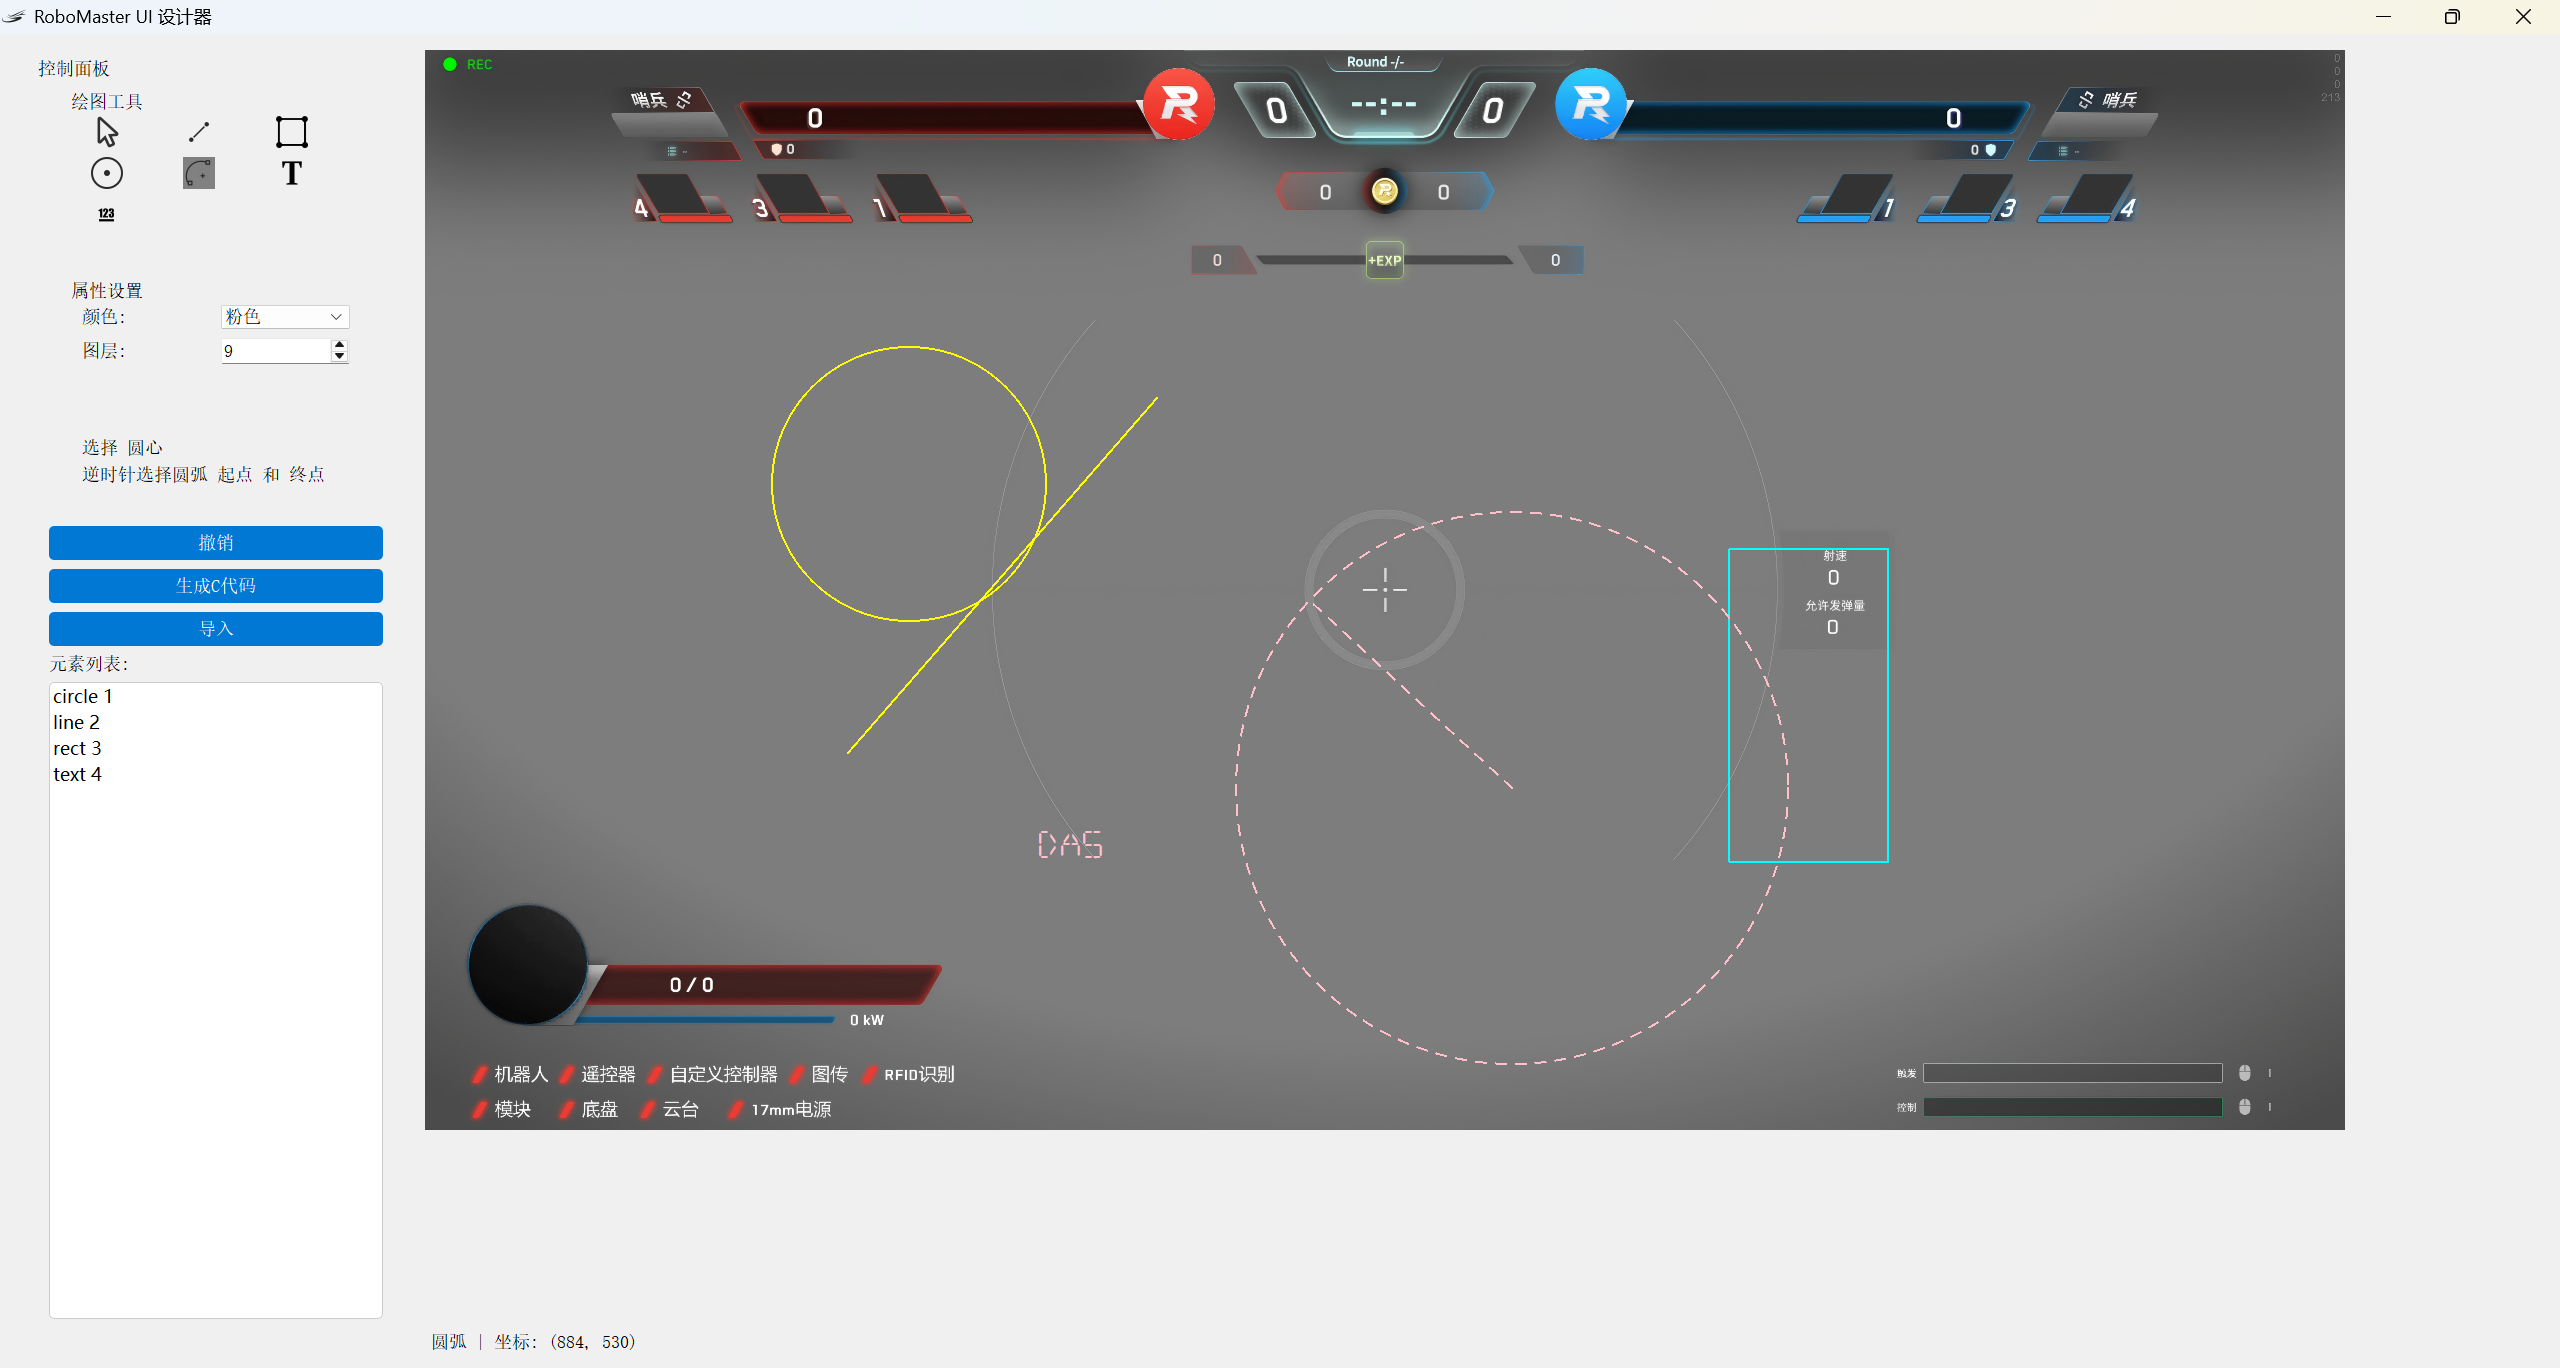 RoboMaster UI 设计器
控制面板
绘图工具
T
123
属性设置
颜色: 粉色
图层: 9
选择 圆心
逆时针选择圆弧 起点 和 终点
撤销
生成C代码
导入
元素列表:
circle 1
line 2
rect 3
text 4
REC
Round -/-
0
0
0
213
哨兵
0
0
--:--
0
0
哨兵
-
0
0
-
4
3
1
0
0
1
3
4
0
+EXP
0
射速
0
允许发弹量
0
DAS
0 / 0
0 kW
机器人 遥控器 自定义控制器 图传 RFID识别
模块 底盘 云台 17mm电源
触发
控制
圆弧 | 坐标: (884, 530)